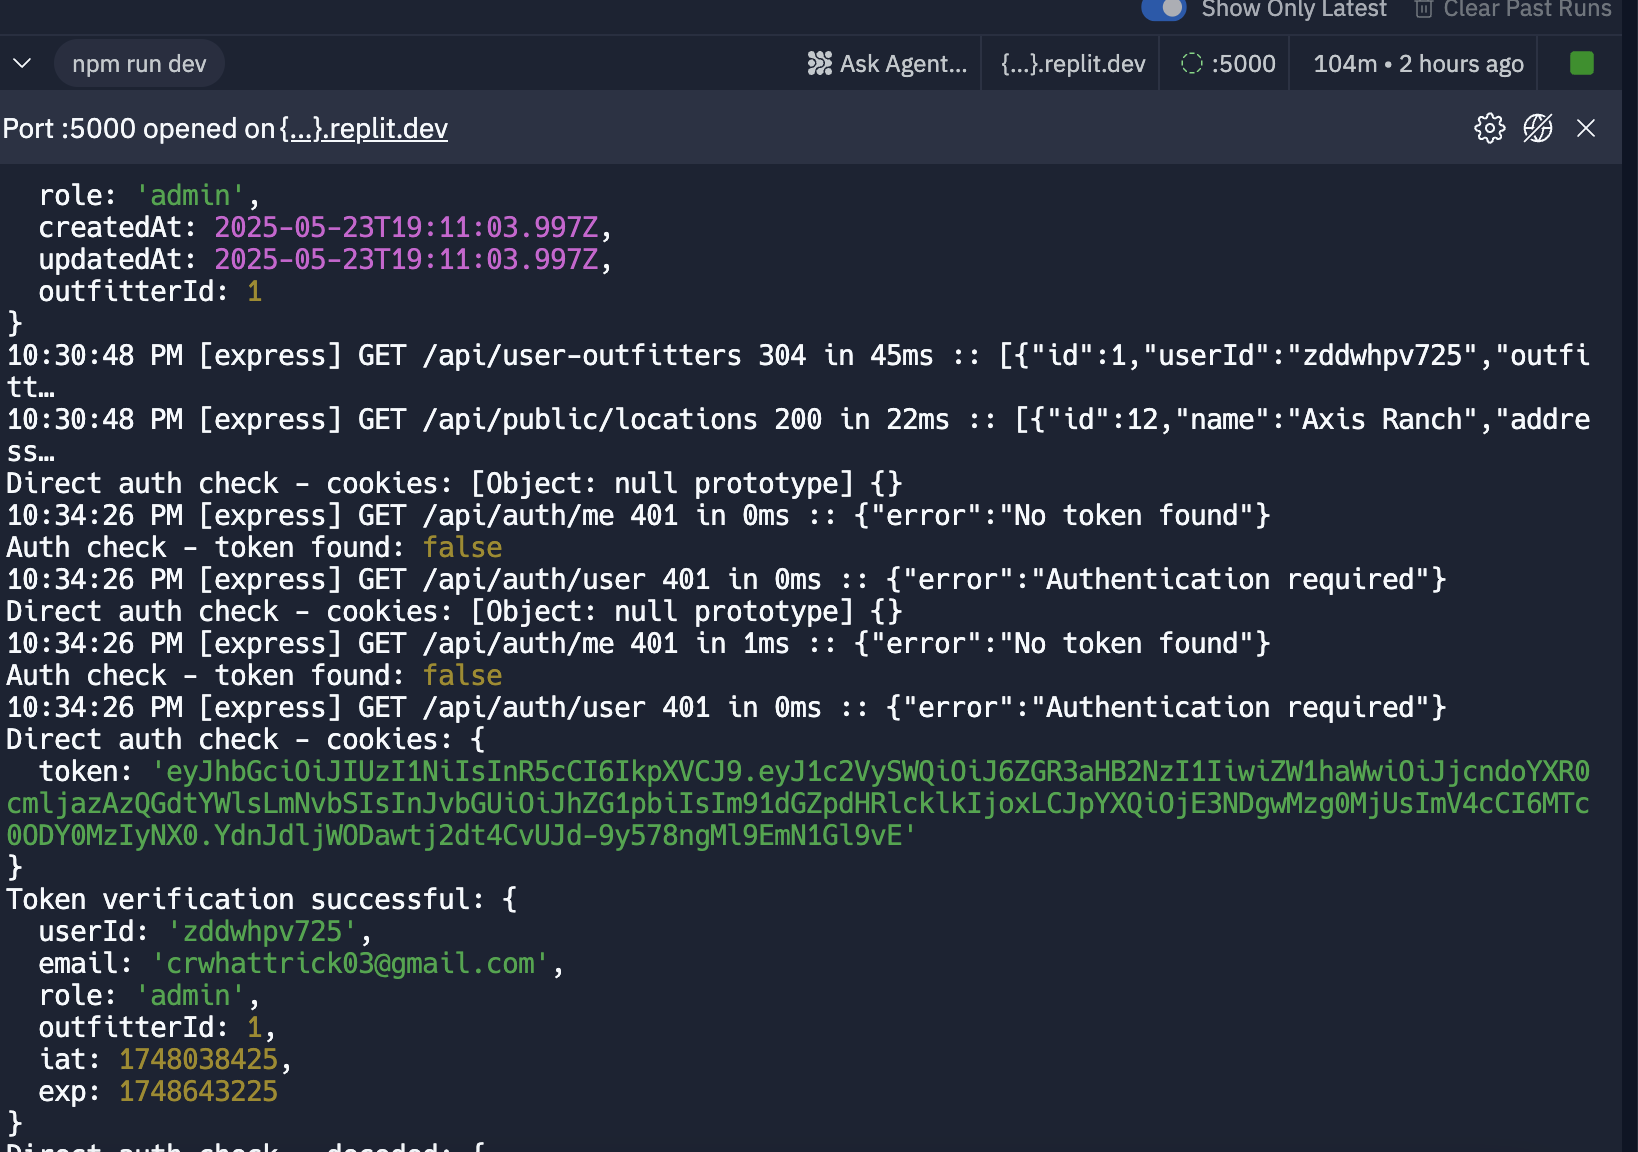 Show Only Latest Clear Past Runs
npm run dev Ask Agent... {...}.replit.dev :5000 104m • 2 hours ago
Port :5000 opened on {...}.replit.dev
role: 'admin',
createdAt: 2025-05-23T19:11:03.997Z,
updatedAt: 2025-05-23T19:11:03.997Z,
outfitterId: 1
}
10:30:48 PM [express] GET /api/user-outfitters 304 in 45ms :: [{"id":1,"userId":"zddwhpv725","outfi
tt…
10:30:48 PM [express] GET /api/public/locations 200 in 22ms :: [{"id":12,"name":"Axis Ranch","addre
ss…
Direct auth check - cookies: [Object: null prototype] {}
10:34:26 PM [express] GET /api/auth/me 401 in 0ms :: {"error":"No token found"}
Auth check - token found: false
10:34:26 PM [express] GET /api/auth/user 401 in 0ms :: {"error":"Authentication required"}
Direct auth check - cookies: [Object: null prototype] {}
10:34:26 PM [express] GET /api/auth/me 401 in 1ms :: {"error":"No token found"}
Auth check - token found: false
10:34:26 PM [express] GET /api/auth/user 401 in 0ms :: {"error":"Authentication required"}
Direct auth check - cookies: {
token: 'eyJhbGciOiJIUzI1NiIsInR5cCI6IkpXVCJ9.eyJ1c2VySWQiOiJ6ZGR3aHB2NzI1IiwiZW1haWwiOiJjcndoYXR0
cmljazAzQGdtYWlsLmNvbSIsInJvbGUiOiJhZG1pbiIsIm91dGZpdHRlcklkIjoxLCJpYXQiOjE3NDgwMzg0MjUsImV4cCI6MTc
0ODY0MzIyNX0.YdnJdljWODawtj2dt4CvUJd-9y578ngMl9EmN1Gl9vE'
}
Token verification successful: {
userId: 'zddwhpv725',
email: 'crwhattrick03@gmail.com',
role: 'admin',
outfitterId: 1,
iat: 1748038425,
exp: 1748643225
}
Direct auth check - decoded: {